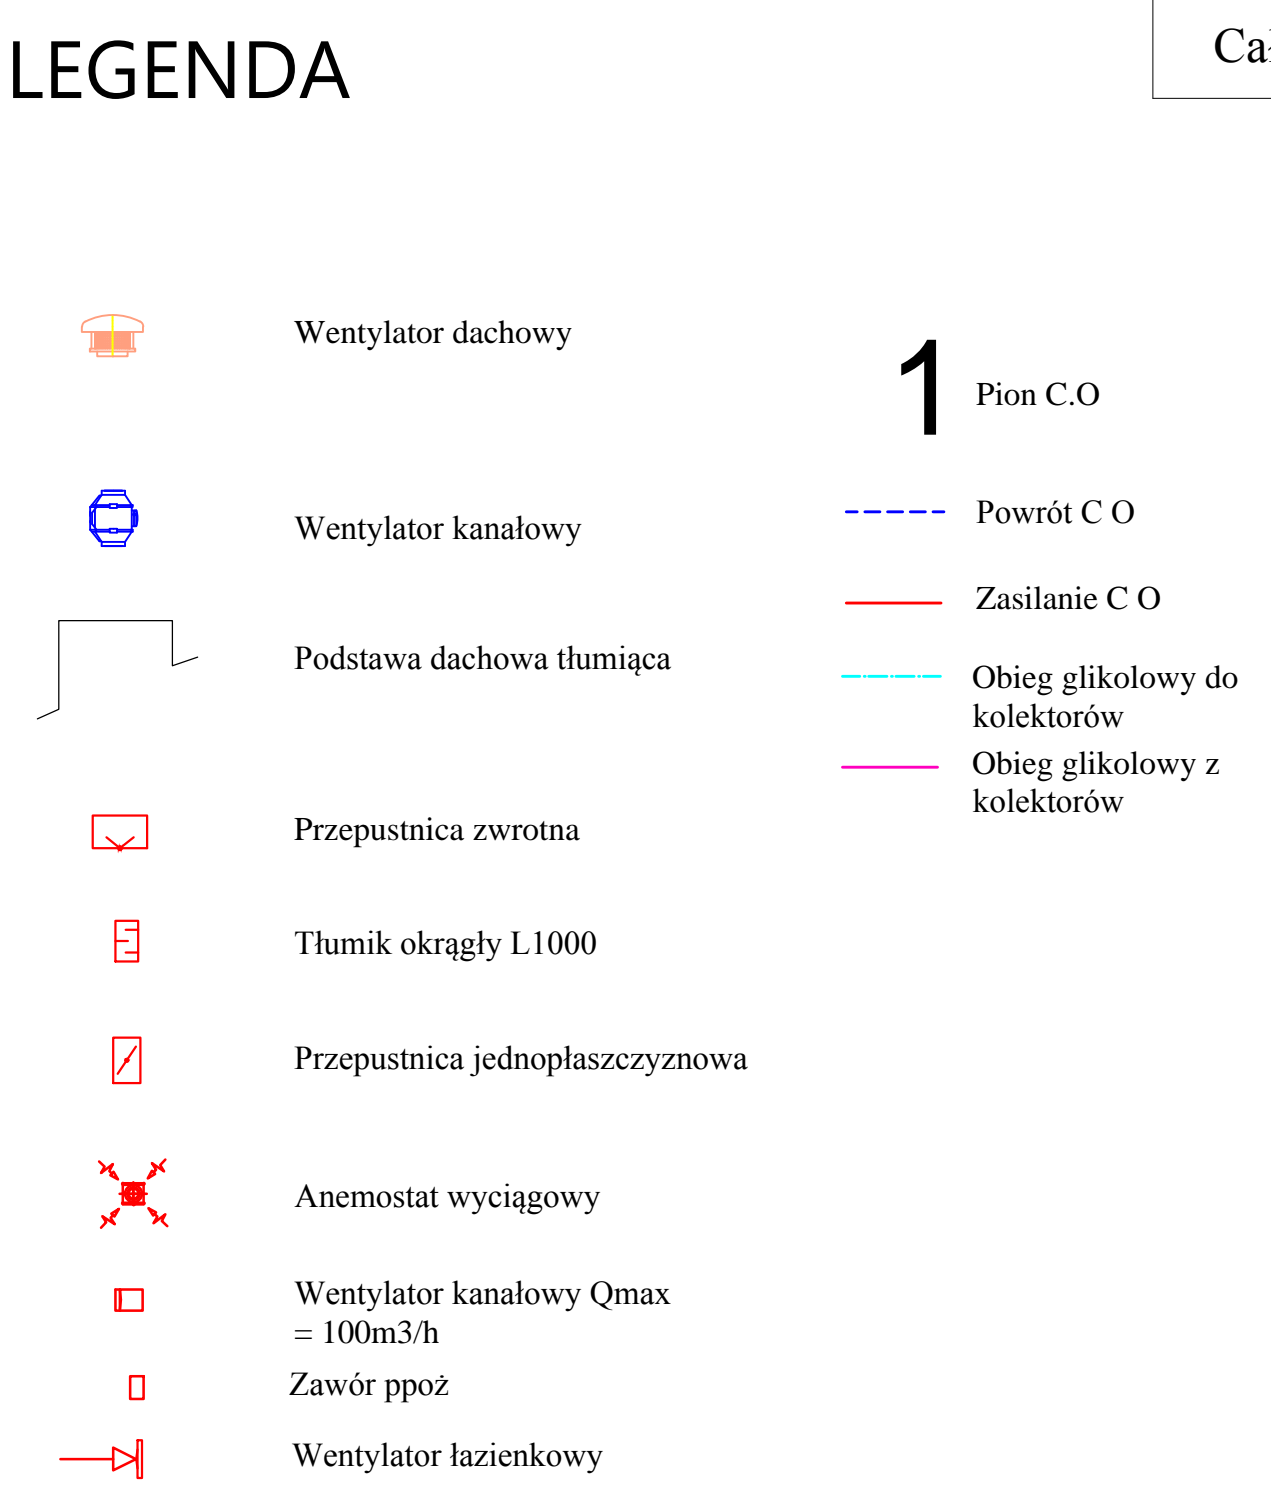 LEGENDA
Wentylator dachowy
Wentylator kanałowy
Podstawa dachowa tłumiąca
Przepustnica zwrotna
Tłumik okrągły L1000
Przepustnica jednopłaszczyznowa
Anemostat wyciągowy
Wentylator kanałowy Qmax
= 100m3/h
Zawór ppoż
Wentylator łazienkowy
1
Pion C.O
Powrót C O
Zasilanie C O
Obieg glikolowy do
kolektorów
Obieg glikolowy z
kolektorów